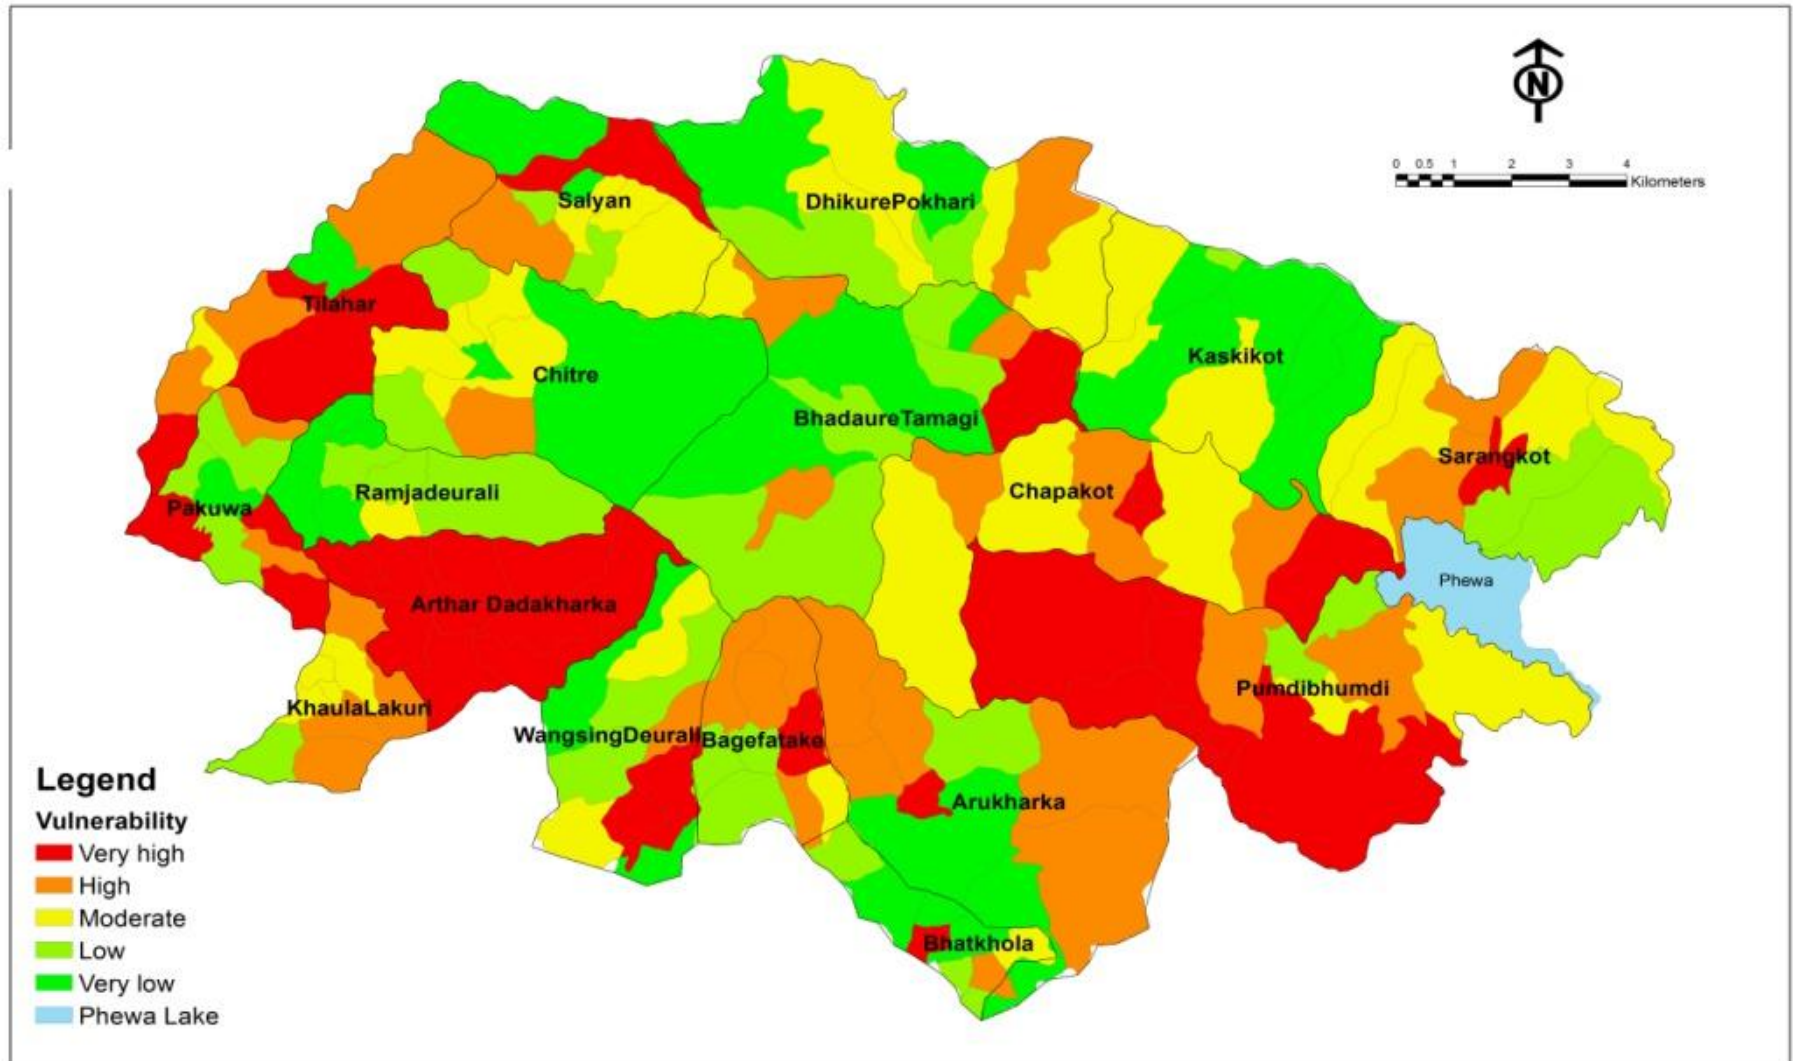 N
0 0.5 1 2 3 4
Kilometers
Salyan
DhikurePokhari
Tilahar
Kaskikot
Chitre
BhadaureTamagi
Sarangkot
Ramjadeurali
Chapakot
Pakuwa
Phewa
Arthar Dadakharka
Pumdibhumdi
KhaulaLakuri
WangsingDeurali
Bagefatake
Arukharka
Bhatkhola
Legend
Vulnerability
Very high
High
Moderate
Low
Very low
Phewa Lake